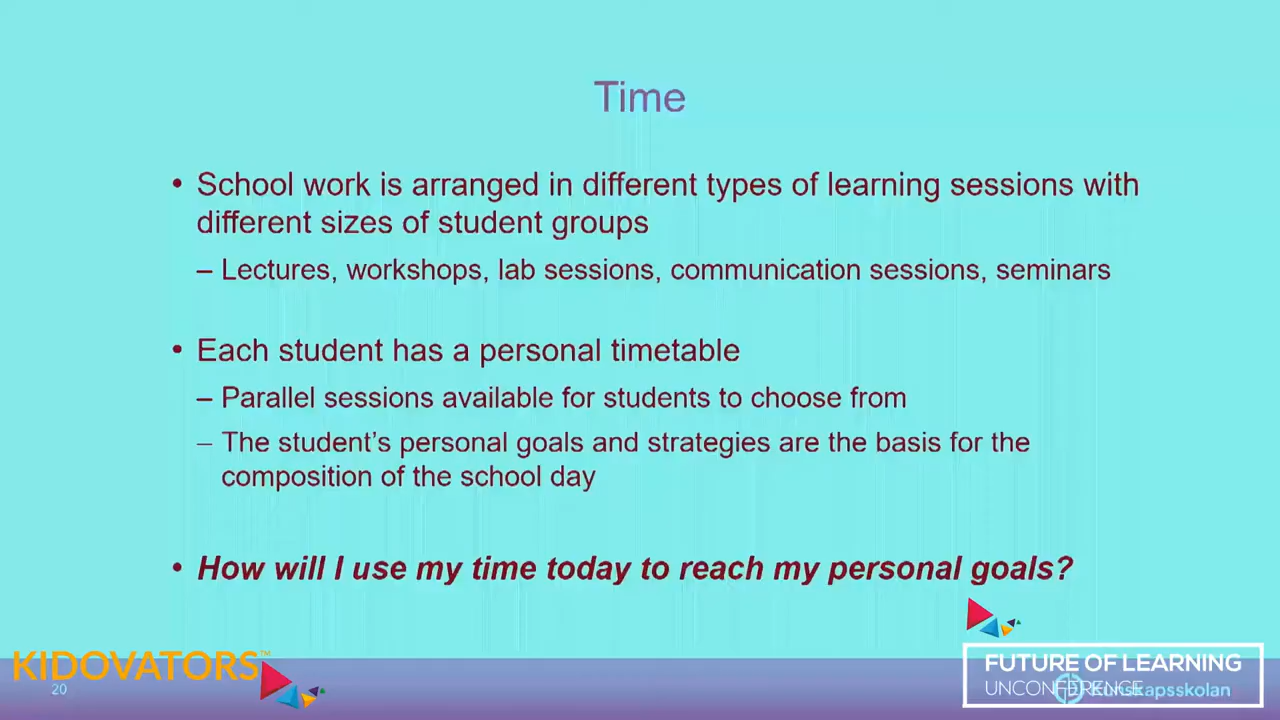 Time
• School work is arranged in different types of learning sessions with
different sizes of student groups
– Lectures, workshops, lab sessions, communication sessions, seminars
• Each student has a personal timetable
– Parallel sessions available for students to choose from
– The student’s personal goals and strategies are the basis for the
composition of the school day
• How will I use my time today to reach my personal goals?
KIDOVATORS™
20
FUTURE OF LEARNING
UNCONFERENCE
kunskapsskolan